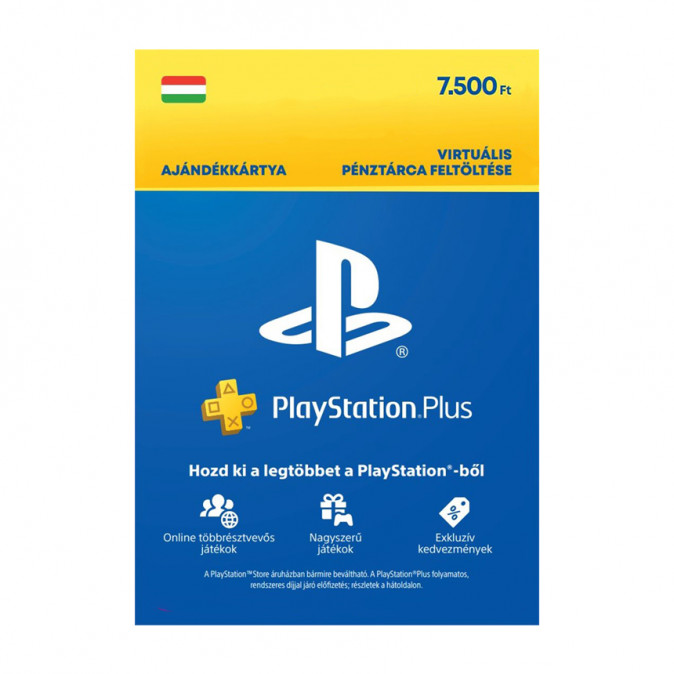 7.500 Ft
AJÁNDÉKKÁRTYA
VIRTUÁLIS
PÉNZTÁRCA FELTÖLTÉSE
®
PlayStation®Plus
™
Hozd ki a legtöbbet a PlayStation®-ből
Online többrésztvevős
játékok
Nagyszerű
játékok
Exkluzív
kedvezmények
A PlayStation™Store áruházban bármire beváltható. A PlayStation®Plus folyamatos,
rendszeres díjjal járó előfizetés; részletek a hátoldalon.